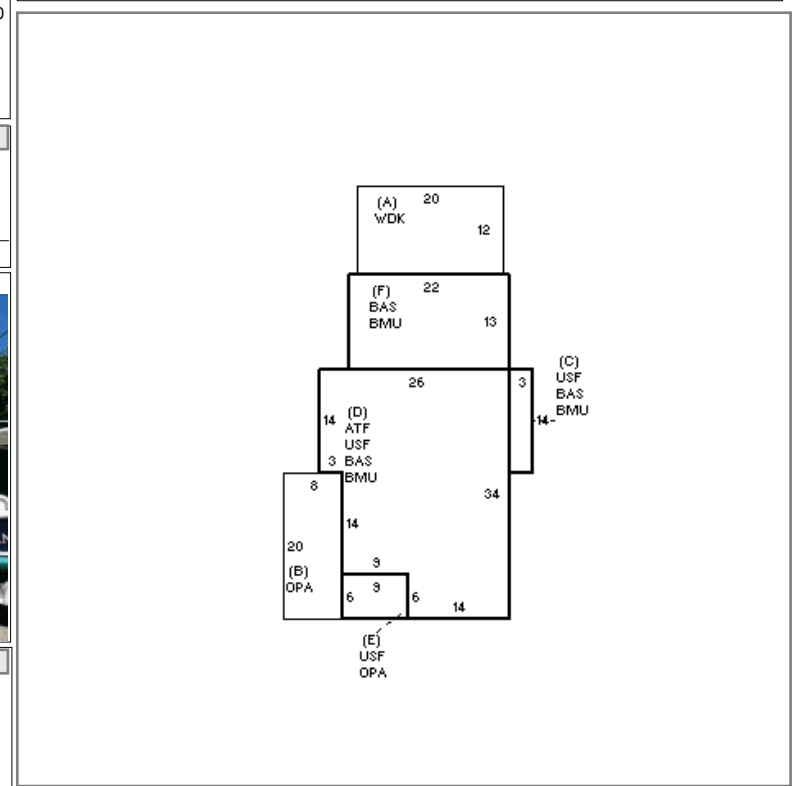 (A)
WDK
20
12
(F)
BAS
BMU
22
13
(C)
USF
BAS
BMU
26
3
14
14
(D)
ATF
USF
BAS
BMU
3
8
34
14
20
(B)
OPA
9
9
6
6
14
(E)
USF
OPA